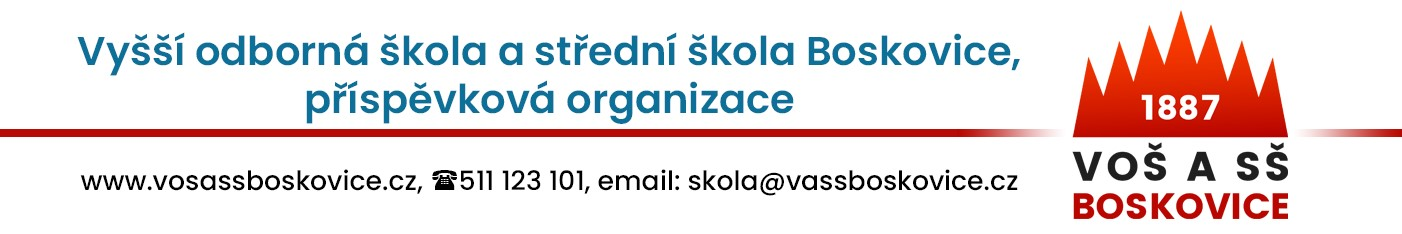 Vyšší odborná škola a střední škola Boskovice,
příspěvková organizace
www.vosassboskovice.cz, ☎511 123 101, email: skola@vassboskovice.cz
1887
VOŠ A SŠ
BOSKOVICE